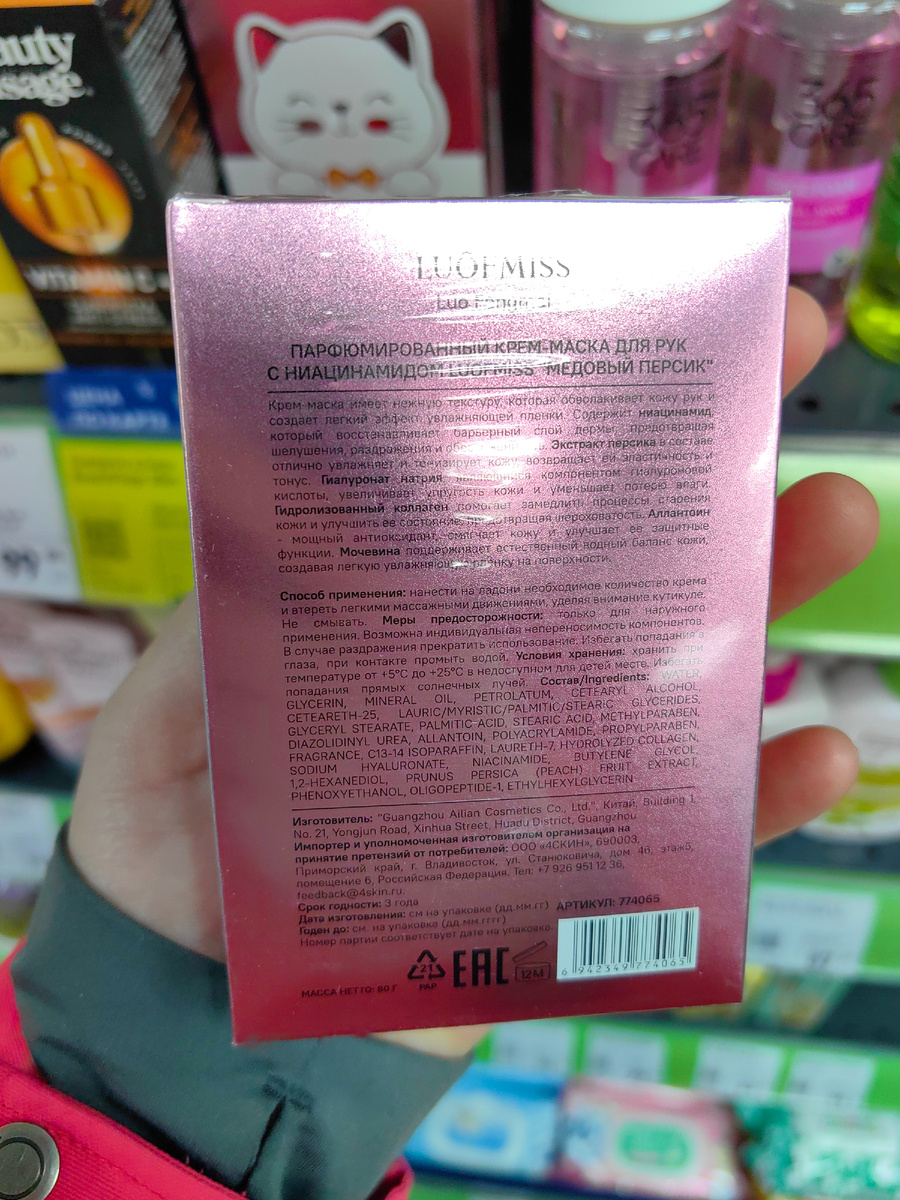 eauty
ssage.
VITAMIN C
365
CARE
365
CARE
ЦЕНА
99
LUOFMISS
Luo
ПАРФЮМИРОВАННЫЙ КРЕМ-МАСКА ДЛЯ РУК
С НИАЦИНАМИДОМ LUOFMISS "МЕДОВЫЙ ПЕРСИК"
Крем-маска имеет нежную текстуру, которая обволакивает кожу рук и
создает легкий эффект увлажняющей пленки. Содержит ниацинамид,
который восстанавливает барьерный слой дермы, предотвращая
шелушения, раздражения и Экстракт персика в составе
отлично увлажняет и тонизирует кожу, возвращает ей эластичность и
тонус. Гиалуронат натрия, являющийся компонентом гиалуроновой
кислоты, увеличивает упругость кожи и уменьшает потерю влаги.
Гидролизованный коллаген помогает замедлить процессы старения
кожи и улучшить ее состояние, предотвращая шероховатость. Аллантоин
- мощный антиоксидант, смягчает кожу и улучшает ее защитные
функции. Мочевина поддерживает естественный водный баланс кожи,
создавая легкую увлажняющую пленку на поверхности.
Способ применения: нанести на ладони необходимое количество крема
и втереть легкими массажными движениями, уделяя внимание кутикуле.
Не смывать. Меры предосторожности: только для наружного
применения. Возможна индивидуальная непереносимость компонентов.
В случае раздражения прекратить использование. Избегать попадания в
глаза, при контакте промыть водой. Условия хранения: хранить при
температуре от +5°C до +25°C в недоступном для детей месте. Избегать
попадания прямых солнечных лучей. Состав/Ingredients: WATER,
GLYCERIN, MINERAL OIL, PETROLATUM, CETEARYL ALCOHOL,
CETEARETH-25, LAURIC/MYRISTIC/PALMITIC/STEARIC GLYCERIDES,
GLYCERYL STEARATE, PALMITIC ACID, STEARIC ACID, METHYLPARABEN,
DIAZOLIDINYL UREA, ALLANTOIN, POLYACRYLAMIDE, PROPYLPARABEN,
FRAGRANCE, C13-14 ISOPARAFFIN, LAURETH-7, HYDROLYZED COLLAGEN,
SODIUM HYALURONATE, NIACINAMIDE, BUTYLENE GLYCOL,
1,2-HEXANEDIOL, PRUNUS PERSICA (PEACH) FRUIT EXTRACT,
PHENOXYETHANOL, OLIGOPEPTIDE-1, ETHYLHEXYLGLYCERIN
Изготовитель: "Guangzhou Ailian Cosmetics Co., Ltd.", Китай, Building 1,
No. 21, Yongjun Road, Xinhua Street, Huadu District, Guangzhou
Импортер и уполномоченная изготовителем организация на
принятие претензий от потребителей: ООО «4СКИН», 690003,
Приморский край, г. Владивосток, ул. Станюковича, дом 46, этаж5,
помещение 6, Российская Федерация. Тел: +7 926 951 12 36,
feedback@4skin.ru.
Срок годности: 3 года
Дата изготовления: см на упаковке (дд.мм.гг) АРТИКУЛ: 774065
Годен до: см. на упаковке (дд.мм.гггг)
Номер партии соответствует дате на упаковке
МАССА НЕТТО: 80 Г
21
PAP
EAC
12M
6 942349 774065